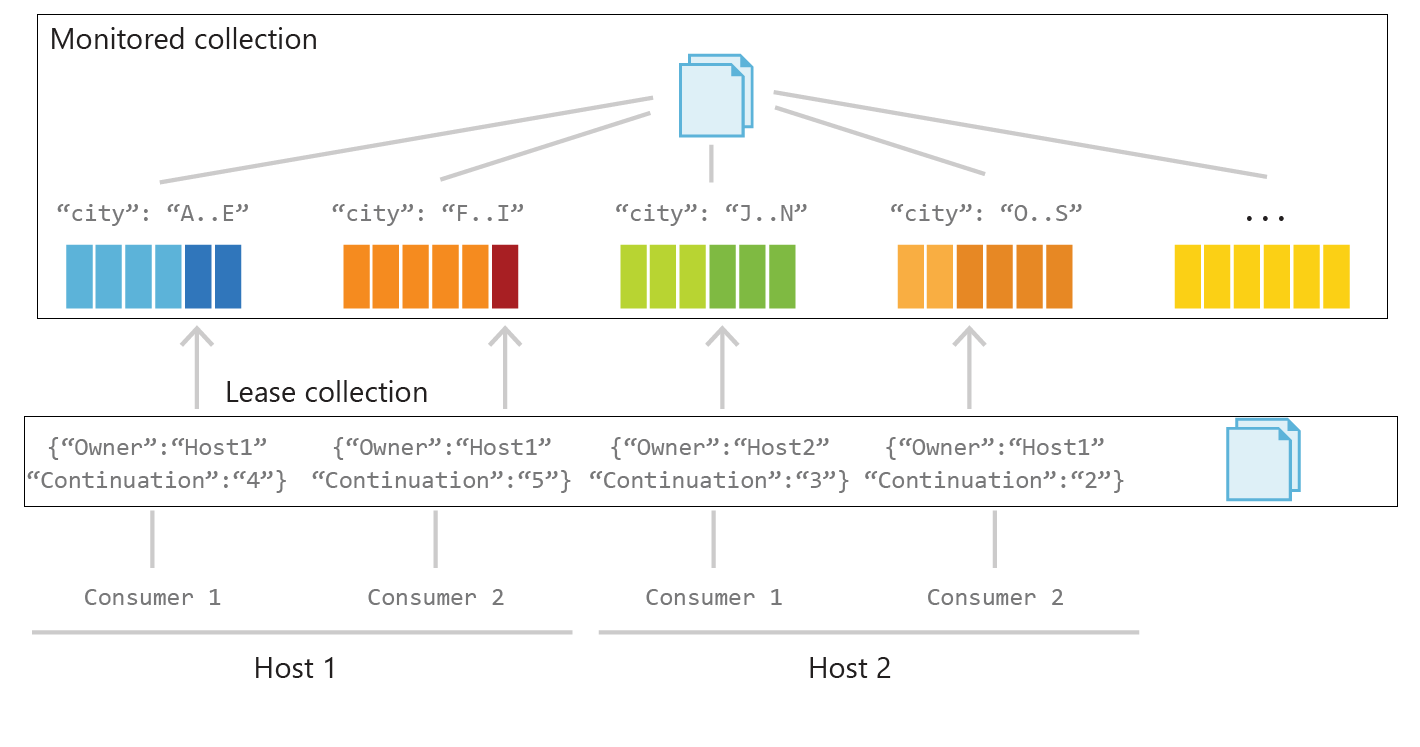 Monitored collection
“city”: “A..E”
“city”: “F..I”
“city”: “J..N”
“city”: “O..S”
...
Lease collection
{“Owner”:“Host1”
“Continuation”:“4”}
{“Owner”:“Host1”
“Continuation”:“5”}
{“Owner”:“Host2”
“Continuation”:“3”}
{“Owner”:“Host1”
“Continuation”:“2”}
Consumer 1
Consumer 2
Consumer 1
Consumer 2
Host 1
Host 2